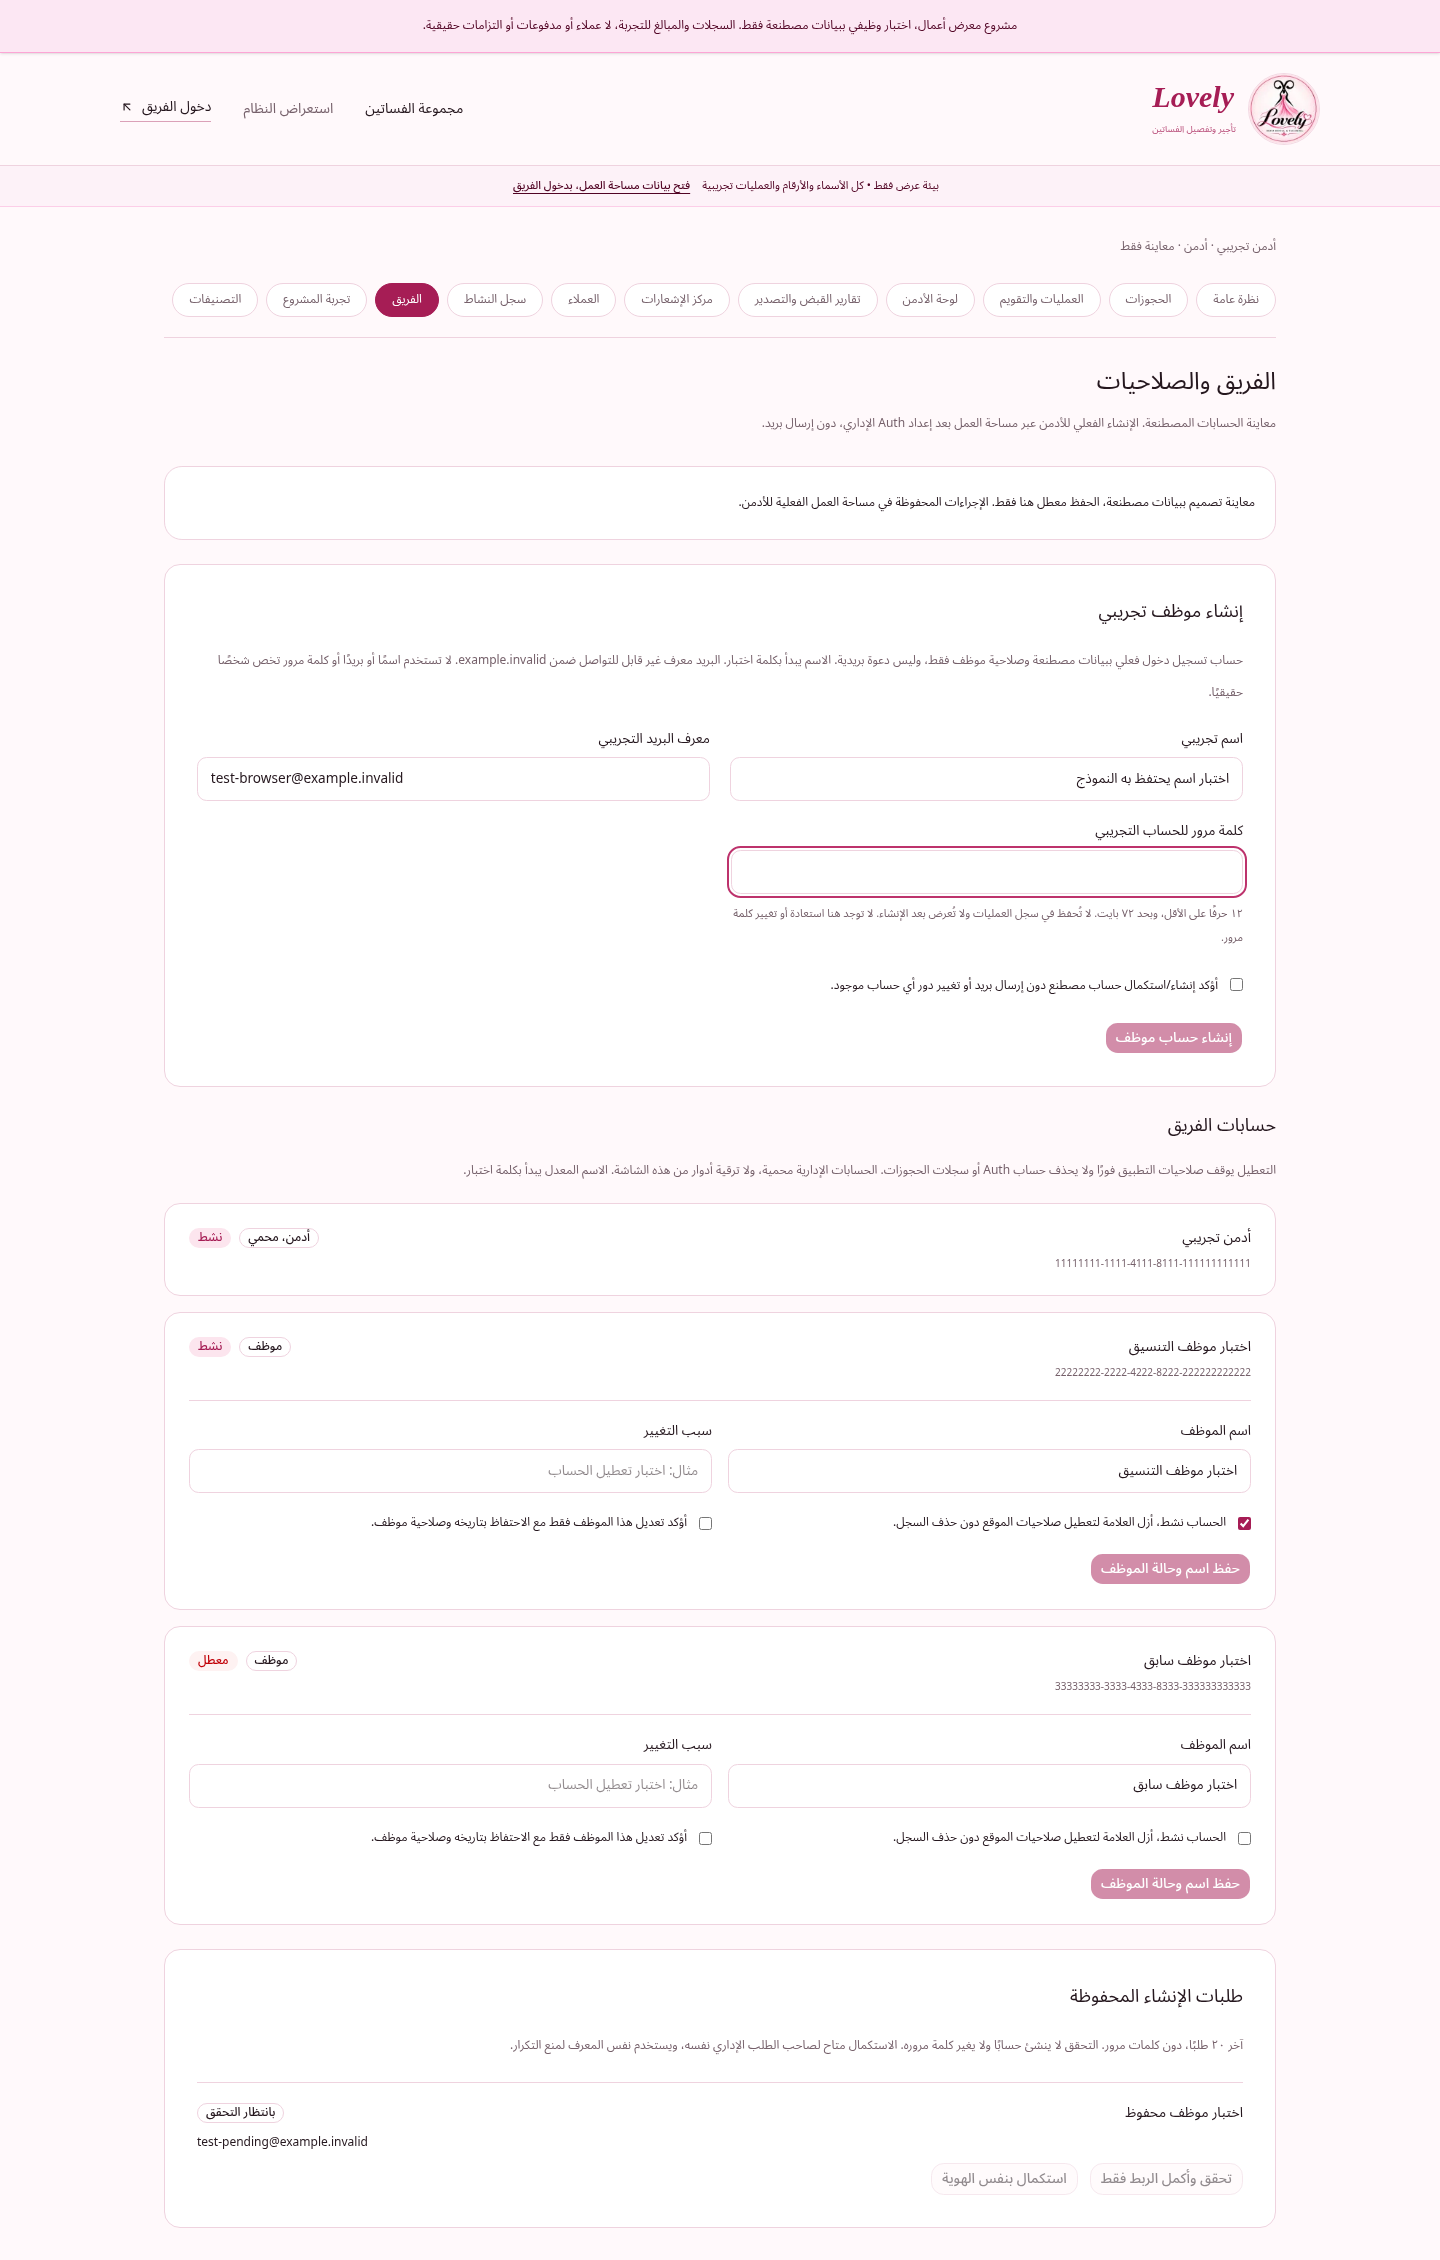 مشروع معرض أعمال، اختبار وظيفي ببيانات مصطنعة فقط. السجلات والمبالغ للتجربة، لا عملاء أو مدفوعات أو التزامات حقيقية.
Lovely
Lovely
تأجير وتفصيل الفساتين
مجموعة الفساتين
استعراض النظام
دخول الفريق
بيئة عرض فقط • كل الأسماء والأرقام والعمليات تجريبية
فتح بيانات مساحة العمل، بدخول الفريق
أدمن تجريبي · أدمن · معاينة فقط
نظرة عامة
الحجوزات
العمليات والتقويم
لوحة الأدمن
تقارير القبض والتصدير
مركز الإشعارات
العملاء
سجل النشاط
الفريق
تجربة المشروع
التصنيفات
الفريق والصلاحيات
معاينة الحسابات المصطنعة. الإنشاء الفعلي للأدمن عبر مساحة العمل بعد إعداد Auth الإداري، دون إرسال بريد.
معاينة تصميم ببيانات مصطنعة، الحفظ معطل هنا فقط. الإجراءات المحفوظة في مساحة العمل الفعلية للأدمن.
إنشاء موظف تجريبي
حساب تسجيل دخول فعلي ببيانات مصطنعة وصلاحية موظف فقط، وليس دعوة بريدية. الاسم يبدأ بكلمة اختبار. البريد معرف غير قابل للتواصل ضمن example.invalid. لا تستخدم اسمًا أو بريدًا أو كلمة مرور تخص شخصًا
حقيقيًا.
اسم تجريبي
معرف البريد التجريبي
اختبار اسم يحتفظ به النموذج
test-browser@example.invalid
كلمة مرور للحساب التجريبي
١٢ حرفًا على الأقل، وبحد ٧٢ بايت. لا تُحفظ في سجل العمليات ولا تُعرض بعد الإنشاء. لا توجد هنا استعادة أو تغيير كلمة
مرور.
أؤكد إنشاء/استكمال حساب مصطنع دون إرسال بريد أو تغيير دور أي حساب موجود.
إنشاء حساب موظف
حسابات الفريق
التعطيل يوقف صلاحيات التطبيق فورًا ولا يحذف حساب Auth أو سجلات الحجوزات. الحسابات الإدارية محمية، ولا ترقية أدوار من هذه الشاشة. الاسم المعدل يبدأ بكلمة اختبار.
أدمن تجريبي
أدمن، محمي
نشط
11111111-1111-4111-8111-111111111111
اختبار موظف التنسيق
موظف
نشط
22222222-2222-4222-8222-222222222222
اسم الموظف
سبب التغيير
اختبار موظف التنسيق
مثال: اختبار تعطيل الحساب
الحساب نشط، أزل العلامة لتعطيل صلاحيات الموقع دون حذف السجل.
أؤكد تعديل هذا الموظف فقط مع الاحتفاظ بتاريخه وصلاحية موظف.
حفظ اسم وحالة الموظف
اختبار موظف سابق
موظف
معطل
33333333-3333-4333-8333-333333333333
اسم الموظف
سبب التغيير
اختبار موظف سابق
مثال: اختبار تعطيل الحساب
الحساب نشط، أزل العلامة لتعطيل صلاحيات الموقع دون حذف السجل.
أؤكد تعديل هذا الموظف فقط مع الاحتفاظ بتاريخه وصلاحية موظف.
حفظ اسم وحالة الموظف
طلبات الإنشاء المحفوظة
آخر ٢٠ طلبًا، دون كلمات مرور. التحقق لا ينشئ حسابًا ولا يغير كلمة مروره. الاستكمال متاح لصاحب الطلب الإداري نفسه، ويستخدم نفس المعرف لمنع التكرار.
اختبار موظف محفوظ
بانتظار التحقق
test-pending@example.invalid
تحقق وأكمل الربط فقط
استكمال بنفس الهوية